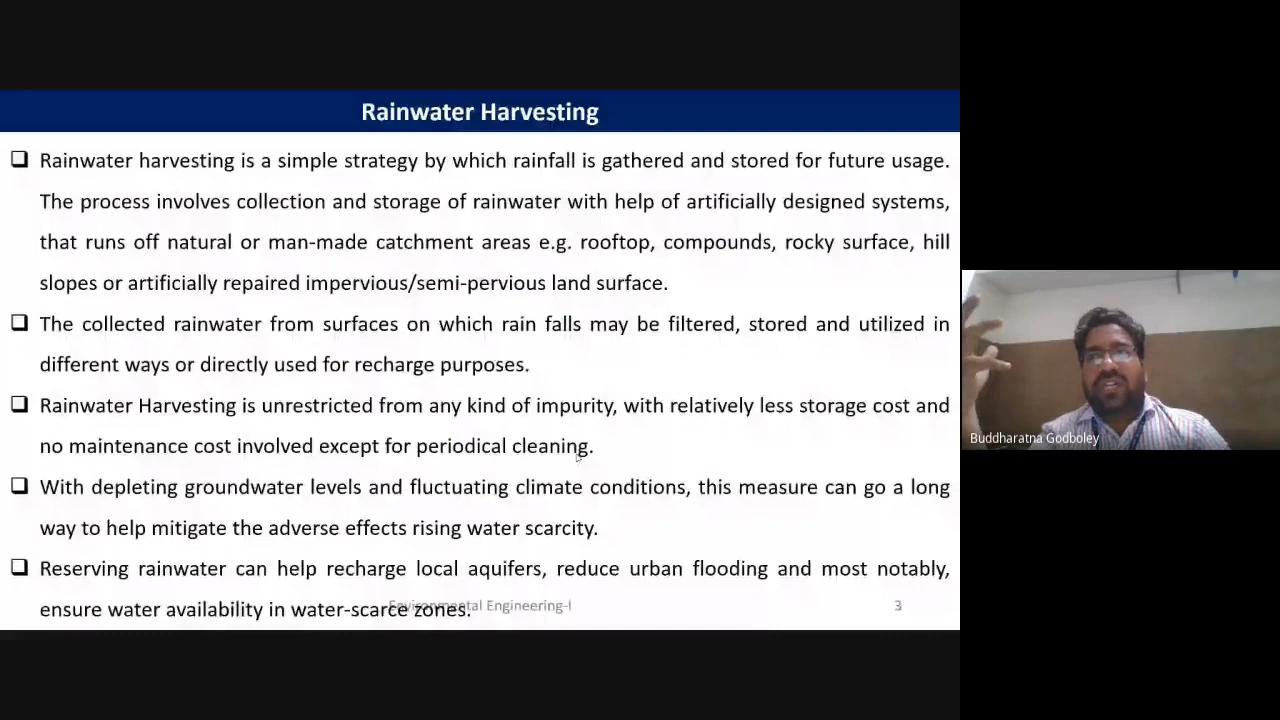 Rainwater Harvesting
Rainwater harvesting is a simple strategy by which rainfall is gathered and stored for future usage.
The process involves collection and storage of rainwater with help of artificially designed systems,
that runs off natural or man-made catchment areas e.g. rooftop, compounds, rocky surface, hill
slopes or artificially repaired impervious/semi-pervious land surface.
The collected rainwater from surfaces on which rain falls may be filtered, stored and utilized in
different ways or directly used for recharge purposes.
Rainwater Harvesting is unrestricted from any kind of impurity, with relatively less storage cost and
no maintenance cost involved except for periodical cleaning.
With depleting groundwater levels and fluctuating climate conditions, this measure can go a long
way to help mitigate the adverse effects rising water scarcity.
Reserving rainwater can help recharge local aquifers, reduce urban flooding and most notably,
ensure water availability in water-scarce zones.
Environmental Engineering-I
3
Buddharatna Godboley